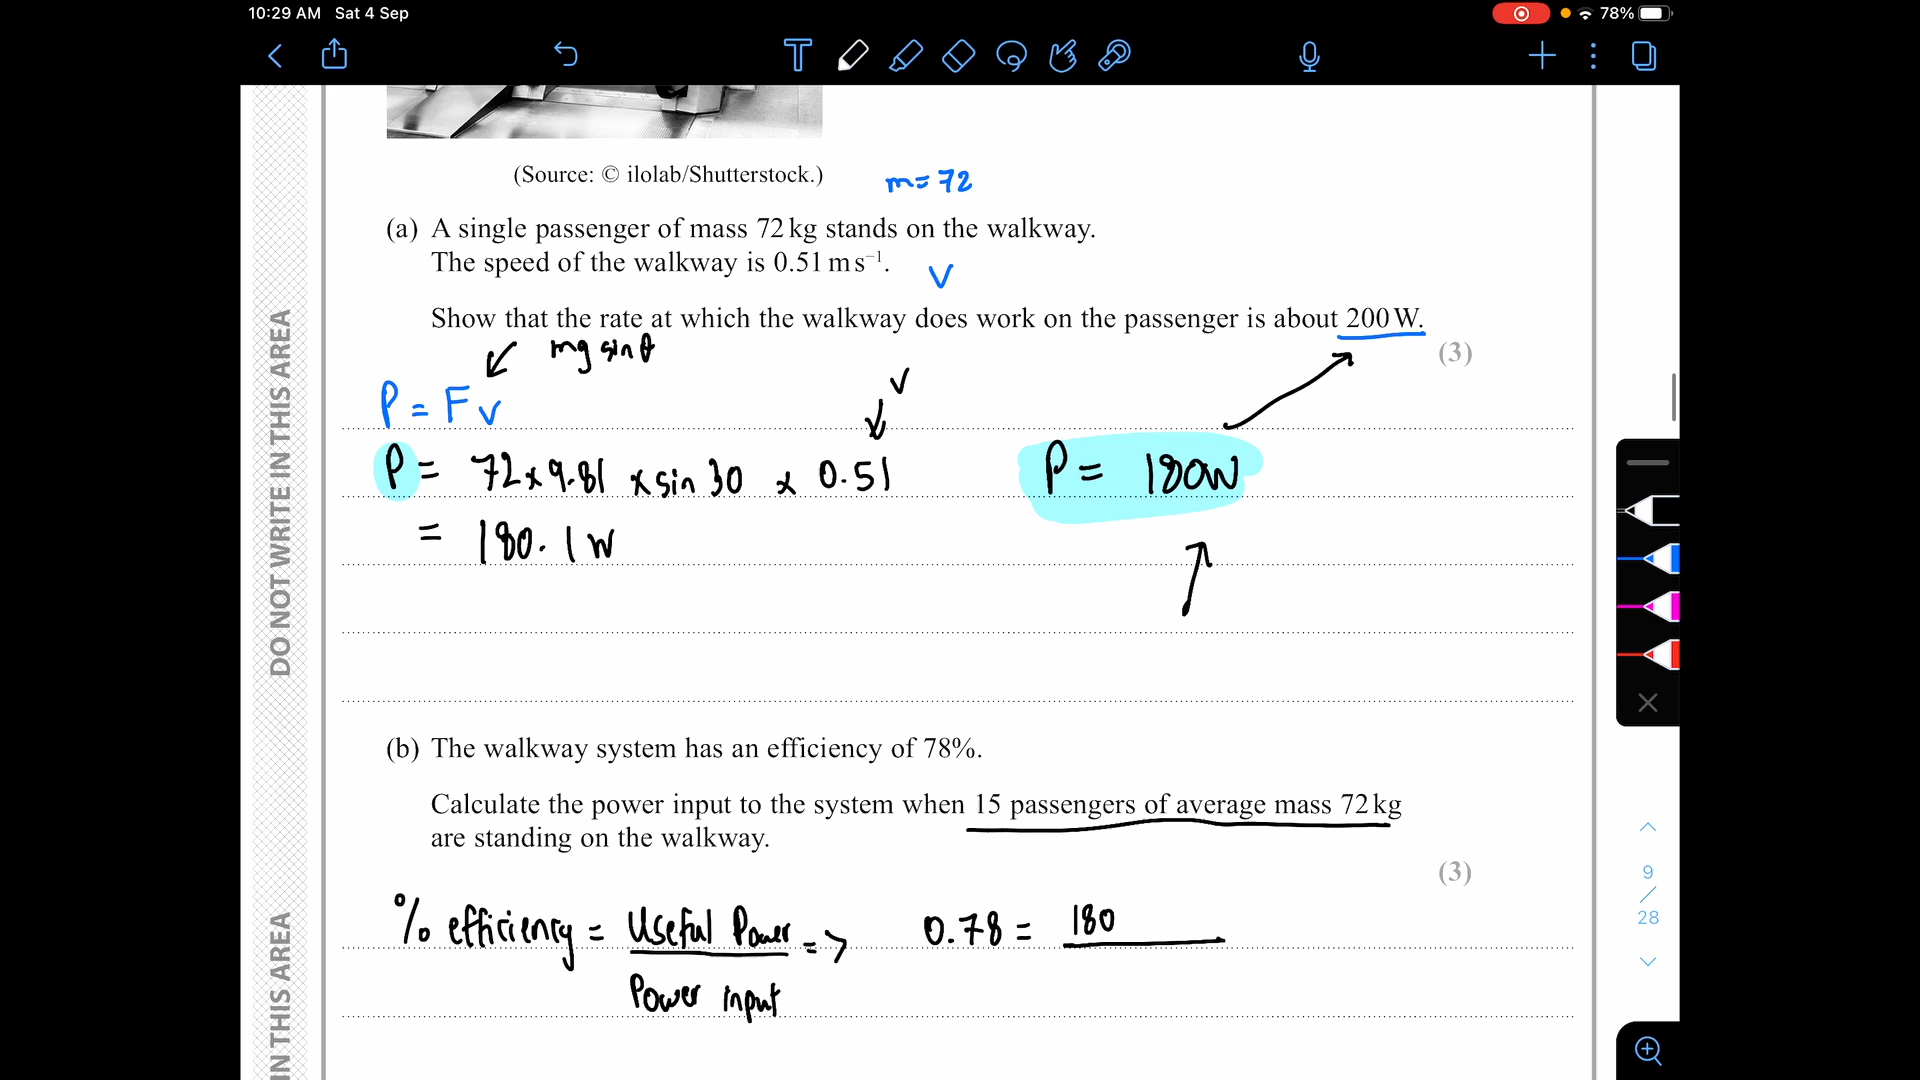 10:29 AM Sat 4 Sep
78%
(Source: © ilolab/Shutterstock.)
m = 72
(a) A single passenger of mass 72 kg stands on the walkway.
The speed of the walkway is 0.51 m s⁻¹.
V
Show that the rate at which the walkway does work on the passenger is about 200 W.
mg sin θ
(3)
P = Fv
v
P = 72 x 9.81 x sin 30 x 0.51
P = 180W
= 180.1 W
(b) The walkway system has an efficiency of 78%.
Calculate the power input to the system when 15 passengers of average mass 72 kg
are standing on the walkway.
(3)
% efficiency = Useful Power => 0.78 = 180
Power input
DO NOT WRITE IN THIS AREA
IN THIS AREA
9
/
28